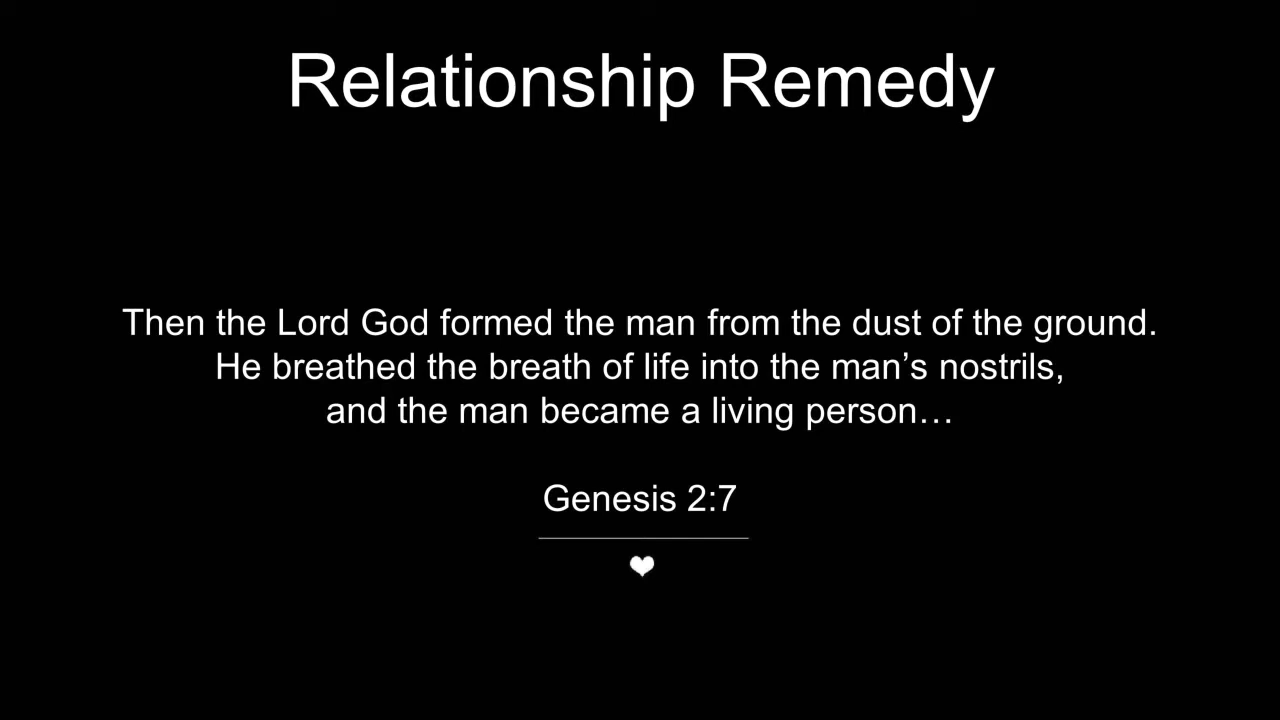 Relationship Remedy
Then the Lord God formed the man from the dust of the ground.
He breathed the breath of life into the man’s nostrils,
and the man became a living person…
Genesis 2:7